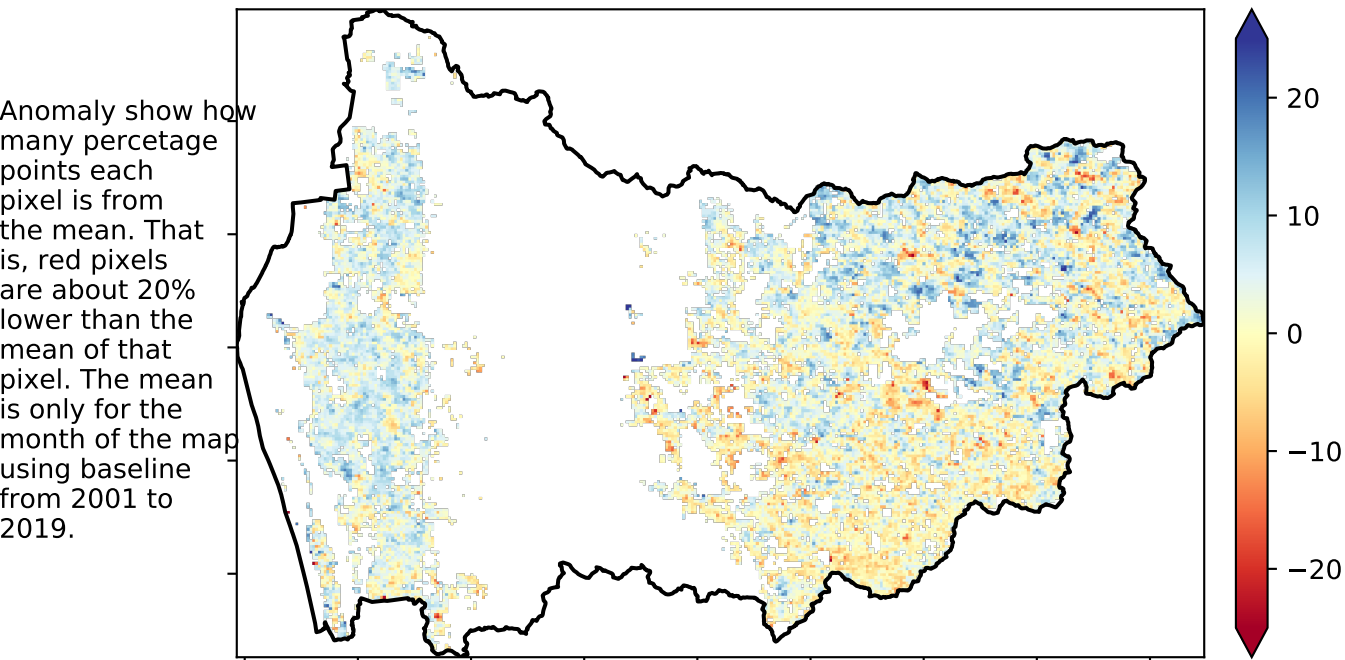 Anomaly show how
many percetage
points each
pixel is from
the mean. That
is, red pixels
are about 20%
lower than the
mean of that
pixel. The mean
is only for the
month of the map
using baseline
from 2001 to
2019.
20
10
0
−10
−20